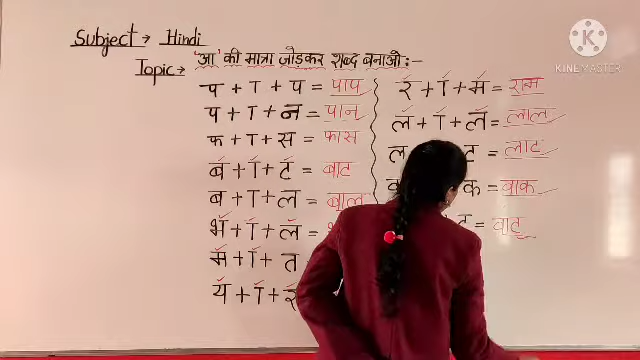 Subject → Hindi
Topic → 'आ' की मात्रा जोड़कर शब्द बनाओ :-
प + ा + प = पाप
प + ा + न = पान
फ + ा + स = फास
ब + ा + ट = बाट
ब + ा + ल = बाल
भ + ा + ल =
म + ा + त
य + ा + र
र + ा + म = राम
ल + ा + ल = लाल
ल ट = लाट
क = वाक
ट = वाट
KINEMASTER